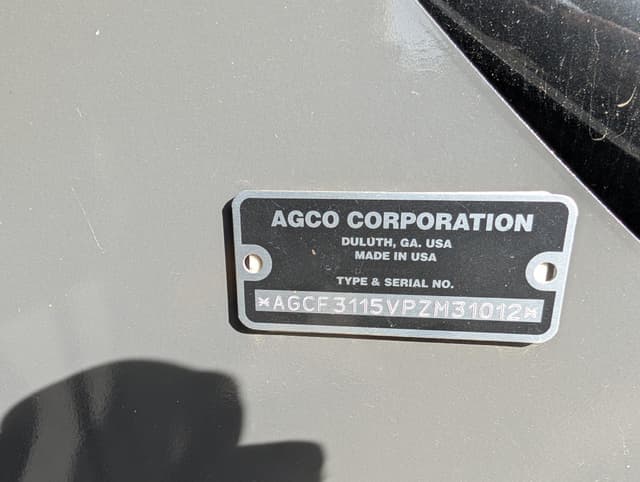 AGCO CORPORATION
DULUTH, GA. USA
MADE IN USA
TYPE & SERIAL NO.
*AGCF3115VPZM31012*